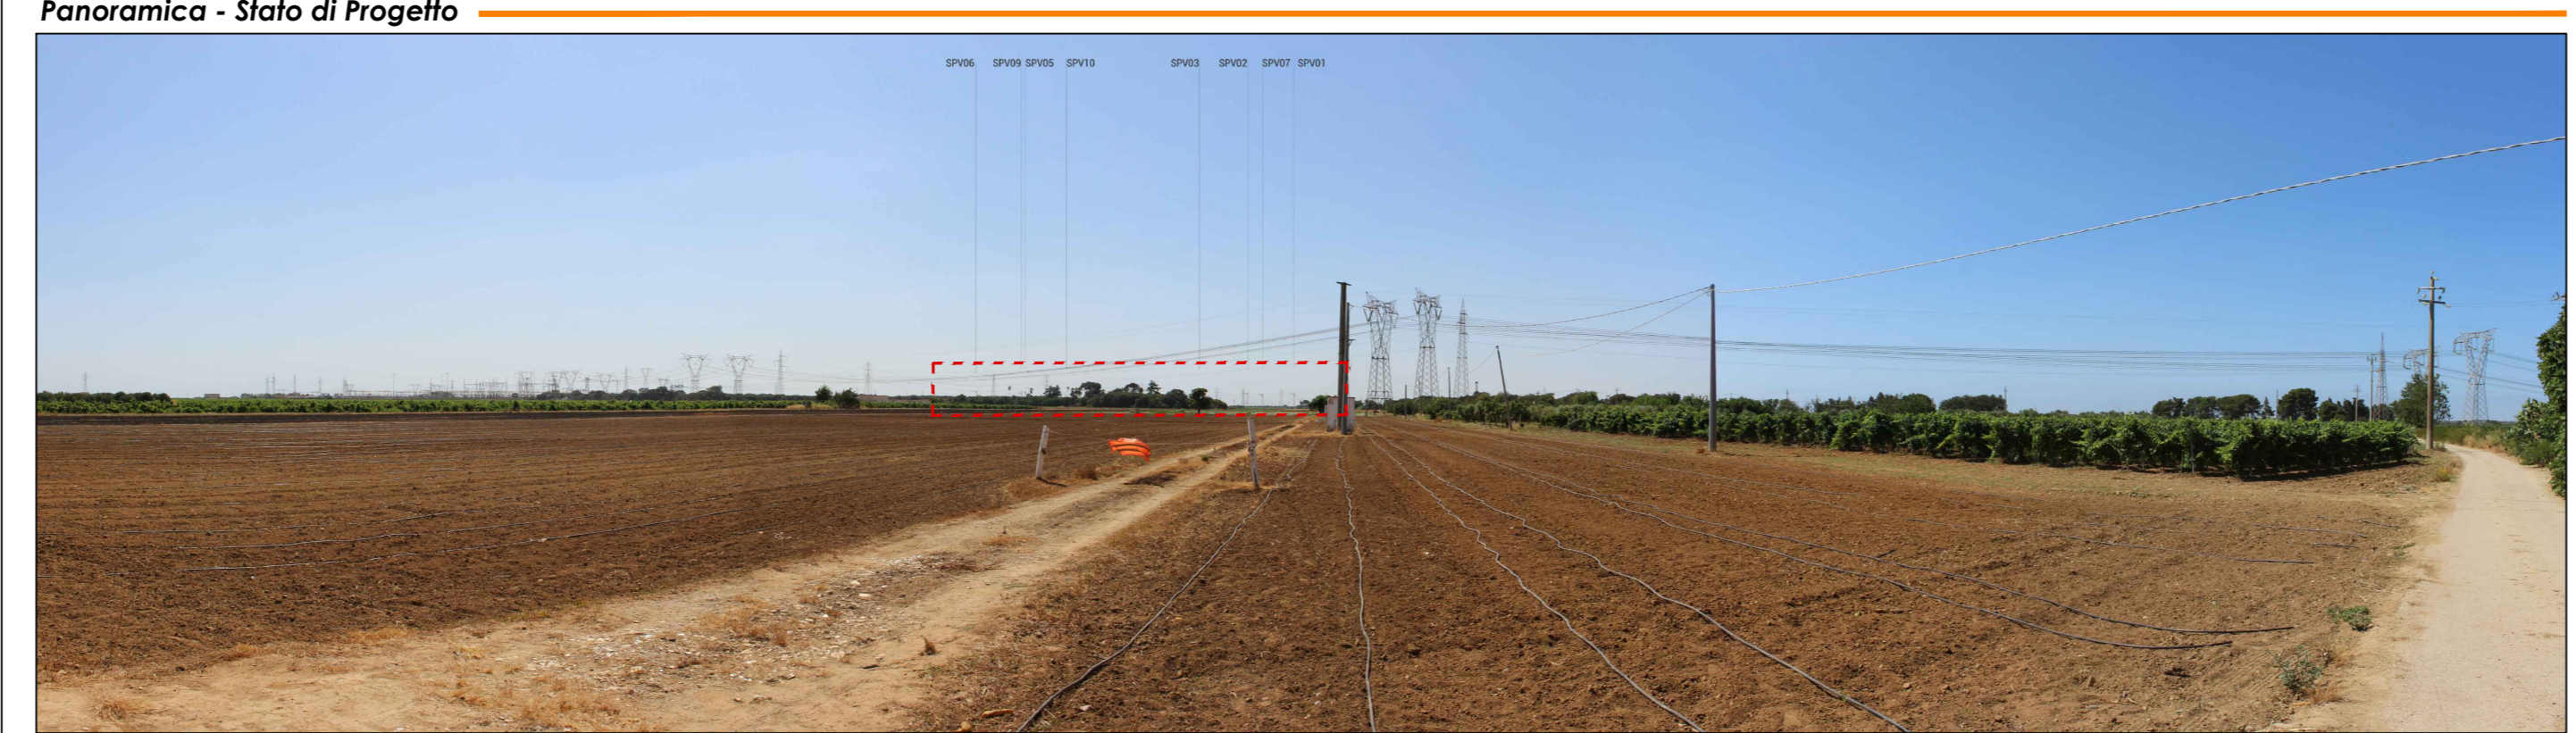 Panoramica - Stato di Progetto
SPV06 SPV09 SPV05 SPV10 SPV03 SPV02 SPV07 SPV01